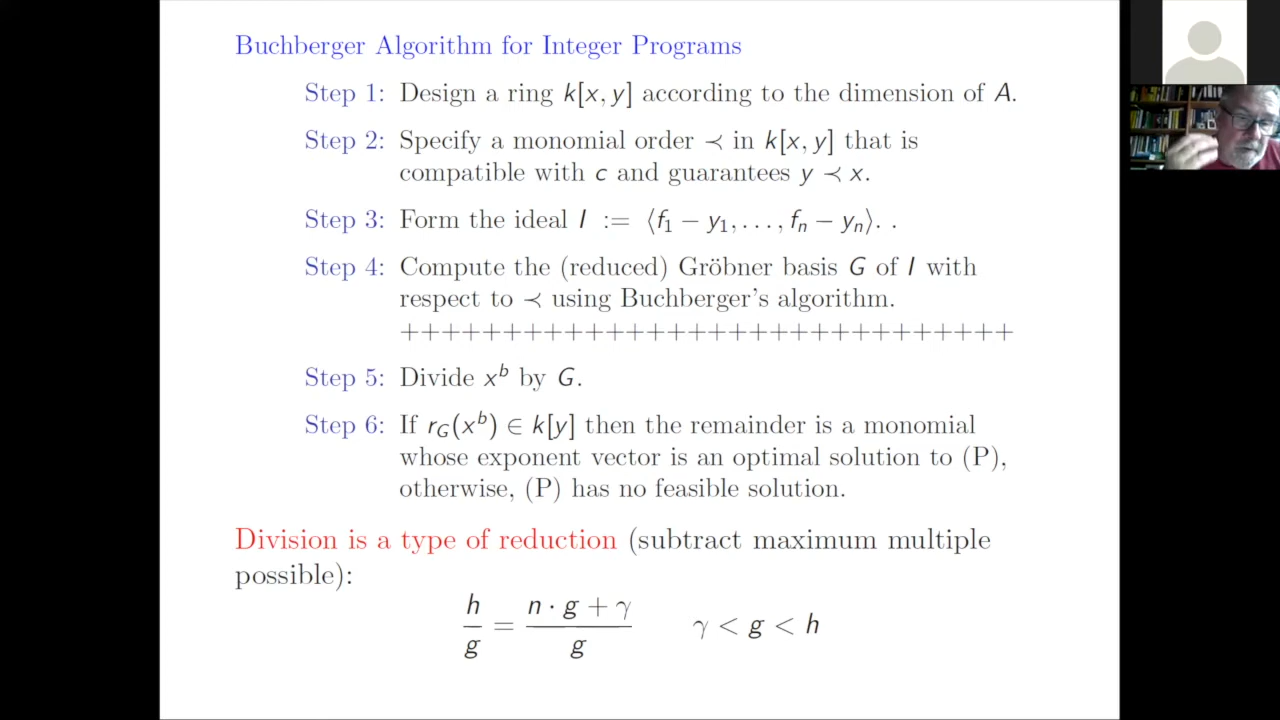 Buchberger Algorithm for Integer Programs
Step 1: Design a ring k[x, y] according to the dimension of A.
Step 2: Specify a monomial order ≺ in k[x, y] that is
compatible with c and guarantees y ≺ x.
Step 3: Form the ideal I := ⟨f₁ − y₁, . . . , fₙ − yₙ⟩. .
Step 4: Compute the (reduced) Gröbner basis G of I with
respect to ≺ using Buchberger's algorithm.
++++++++++++++++++++++++++++++
Step 5: Divide xᵇ by G.
Step 6: If r_G(xᵇ) ∈ k[y] then the remainder is a monomial
whose exponent vector is an optimal solution to (P),
otherwise, (P) has no feasible solution.
Division is a type of reduction (subtract maximum multiple
possible):
h/g = (n · g + γ)/g γ < g < h